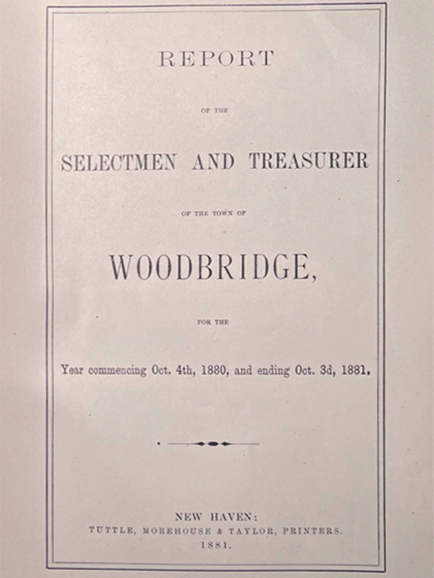 REPORT
OF THE
SELECTMEN AND TREASURER
OF THE TOWN OF
WOODBRIDGE,
FOR THE
Year commencing Oct. 4th, 1880, and ending Oct. 3d, 1881.
NEW HAVEN:
TUTTLE, MOREHOUSE & TAYLOR, PRINTERS.
1881.